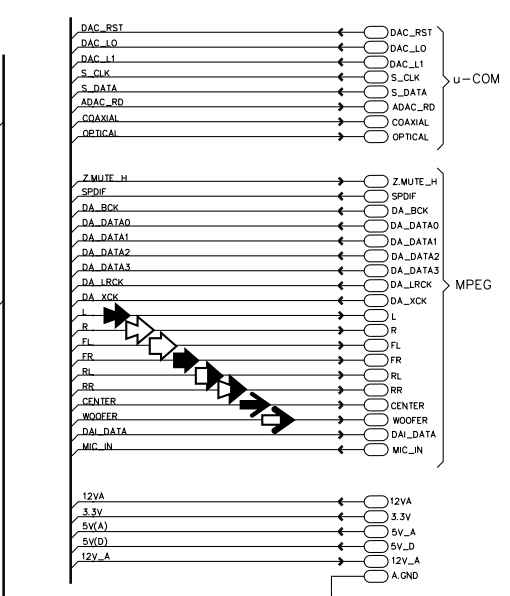 DAC_RST DAC_RST
DAC_LO DAC_LO
DAC_L1 DAC_L1
S_CLK S_CLK
S_DATA S_DATA
ADAC_RD ADAC_RD
COAXIAL COAXIAL
OPTICAL OPTICAL
u-COM
Z.MUTE_H Z.MUTE_H
SPDIF SPDIF
DA_BCK DA_BCK
DA_DATA0 DA_DATA0
DA_DATA1 DA_DATA1
DA_DATA2 DA_DATA2
DA_DATA3 DA_DATA3
DA_LRCK DA_LRCK
DA_XCK DA_XCK
L L
R R
FL FL
FR FR
RL RL
RR RR
CENTER CENTER
WOOFER WOOFER
DAI_DATA DAI_DATA
MIC_IN MIC_IN
MPEG
12VA 12VA
3.3V 3.3V
5V(A) 5V_A
5V(D) 5V_D
12V_A 12V_A
A.GND